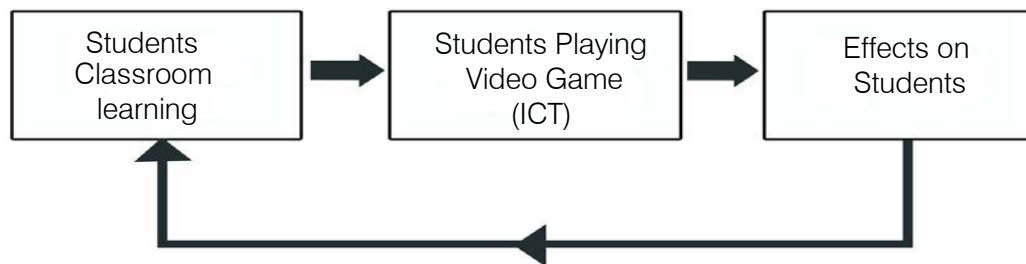 Students
Classroom
learning
Students Playing
Video Game
(ICT)
Effects on
Students